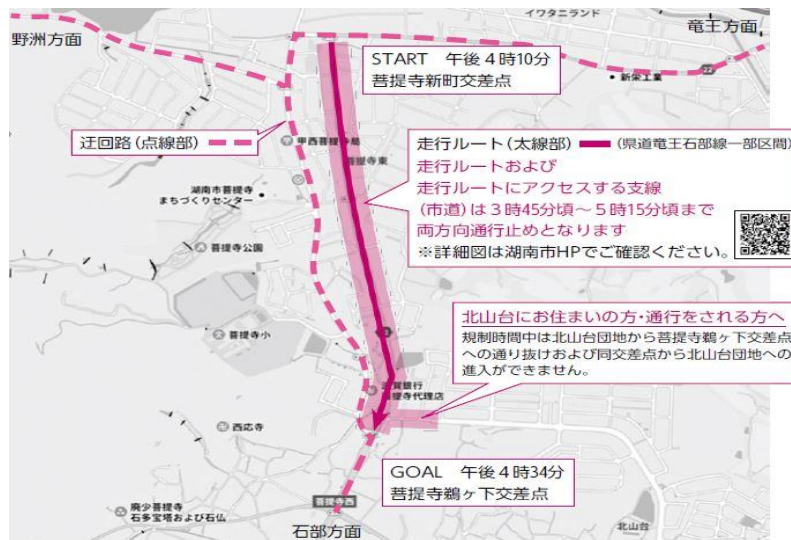 イワタニランド
野洲方面
竜王方面
START　午後４時10分
菩提寺新町交差点
22
新栄工業
迂回路（点線部）
甲西菩提寺局
菩提寺東
走行ルート（太線部）
（県道竜王石部線一部区間）
走行ルートおよび
走行ルートにアクセスする支線
（市道）は３時45分頃～５時15分頃まで
両方向通行止めとなります
※詳細図は湖南市HPでご確認ください。
湖南市菩提寺
まちづくりセンター
菩提寺公園
北山台にお住まいの方・通行をされる方へ
規制時間中は北山台団地から菩提寺鵜ヶ下交差点
への通り抜けおよび同交差点から北山台団地への
進入ができません。
菩提寺小
滋賀銀行
菩提寺代理店
西応寺
GOAL　午後４時34分
菩提寺鵜ヶ下交差点
菩提寺西
廃少菩提寺
石多宝塔および石仏
石部方面
北山台